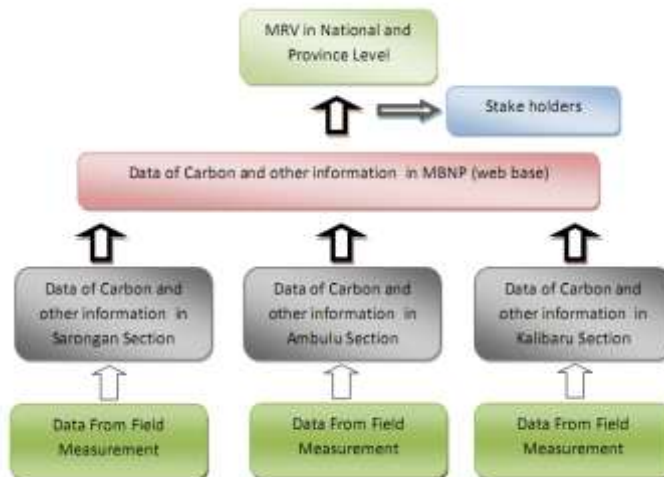 MRV in National and
Province Level
Stake holders
Data of Carbon and other information in MBNP (web base)
Data of Carbon and
other information in
Sarongan Section
Data of Carbon and
other information in
Ambulu Section
Data of Carbon and
other information in
Kalibaru Section
Data From Field
Measurement
Data From Field
Measurement
Data From Field
Measurement